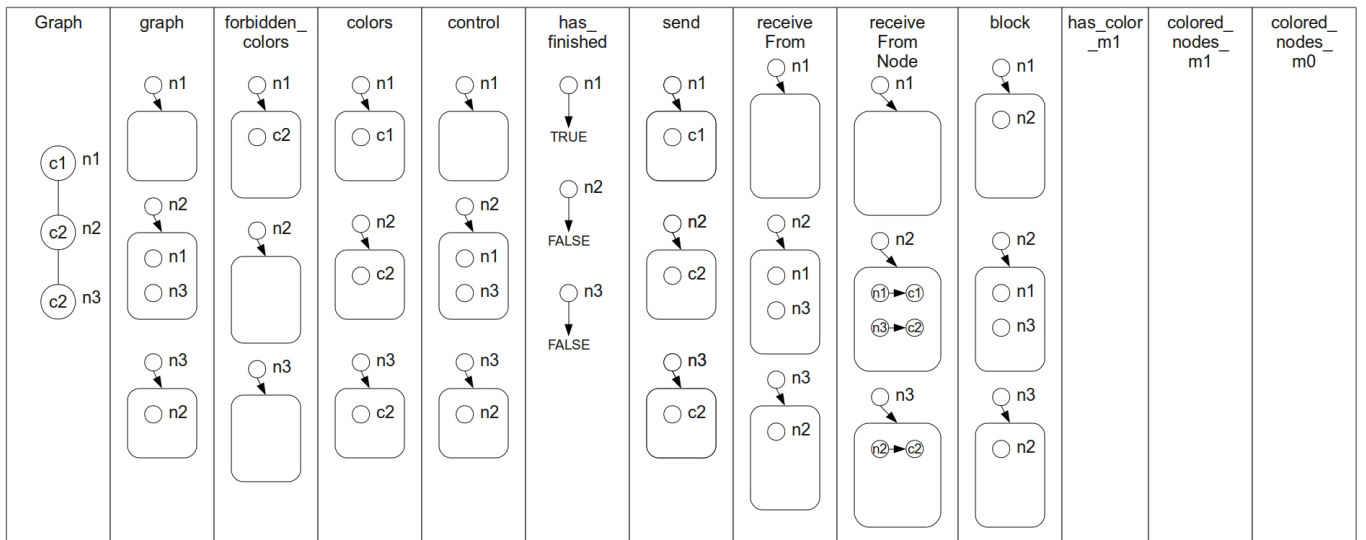 Graph
c1 n1
c2 n2
c2 n3
graph
n1
n2
n1
n3
n3
n2
forbidden_
colors
n1
c2
n2
n3
colors
n1
c1
n2
c2
n3
c2
control
n1
n2
n1
n3
n3
n2
has_
finished
n1
TRUE
n2
FALSE
n3
FALSE
send
n1
c1
n2
c2
n3
c2
receive
From
n1
n2
n1
n3
n3
n2
receive
From
Node
n1
n2
n1 c1
n3 c2
n3
n2 c2
block
n1
n2
n2
n1
n3
n3
n2
has_color
_m1
colored_
nodes_
m1
colored_
nodes_
m0